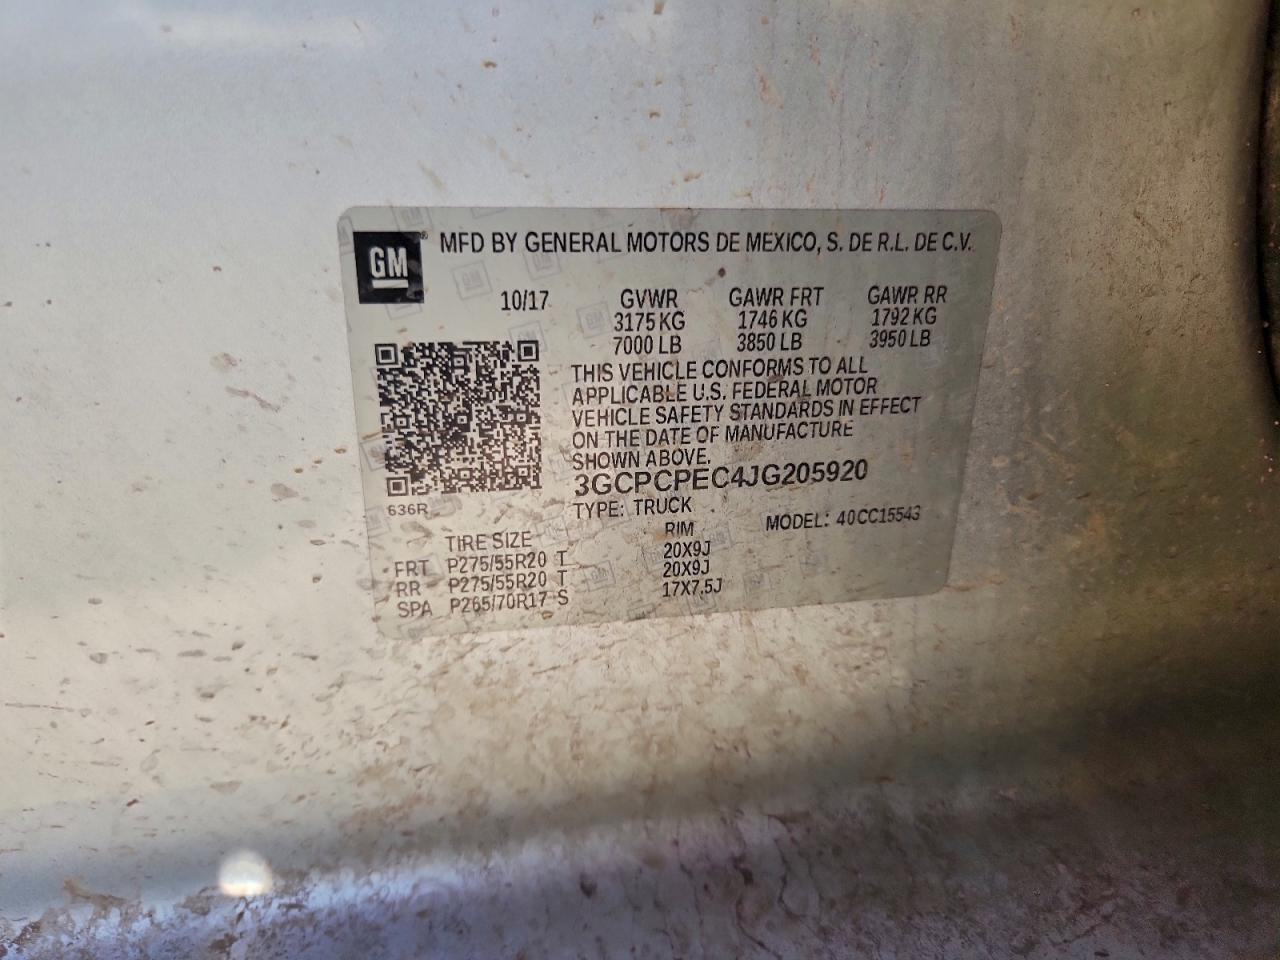 GM® MFD BY GENERAL MOTORS DE MEXICO, S. DE R.L. DE C.V.
10/17 GVWR GAWR FRT GAWR RR
3175 KG 1746 KG 1792 KG
7000 LB 3850 LB 3950 LB
THIS VEHICLE CONFORMS TO ALL
APPLICABLE U.S. FEDERAL MOTOR
VEHICLE SAFETY STANDARDS IN EFFECT
ON THE DATE OF MANUFACTURE
SHOWN ABOVE.
3GCPCPEC4JG205920
636R TYPE: TRUCK MODEL: 40CC15543
TIRE SIZE RIM
FRT P275/55R20 T 20X9J
RR P275/55R20 T 20X9J
SPA P265/70R17 S 17X7.5J